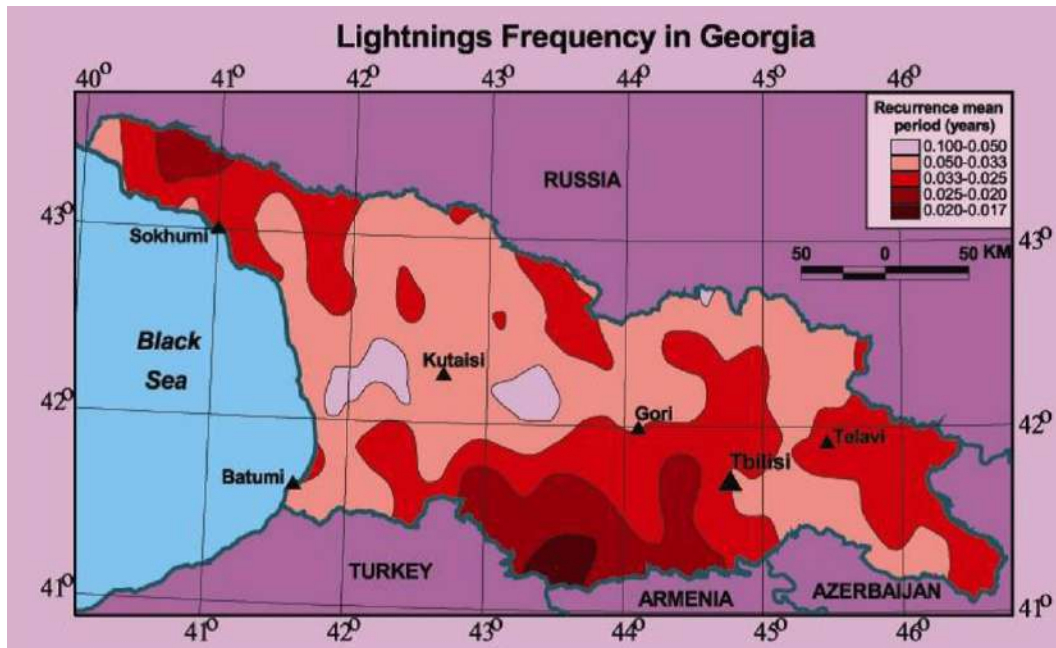 Lightnings Frequency in Georgia
40° 41° 42° 43° 44° 45° 46°
Recurrence mean
period (years)
0.100-0.050
0.050-0.033
0.033-0.025
0.025-0.020
0.020-0.017
RUSSIA
43° 43°
Sokhumi
50 0 50 KM
Black
Sea
Kutaisi
42° 42°
Gori
Telavi
Tbilisi
Batumi
TURKEY
ARMENIA
AZERBAIJAN
41° 41°
41° 42° 43° 44° 45° 46°